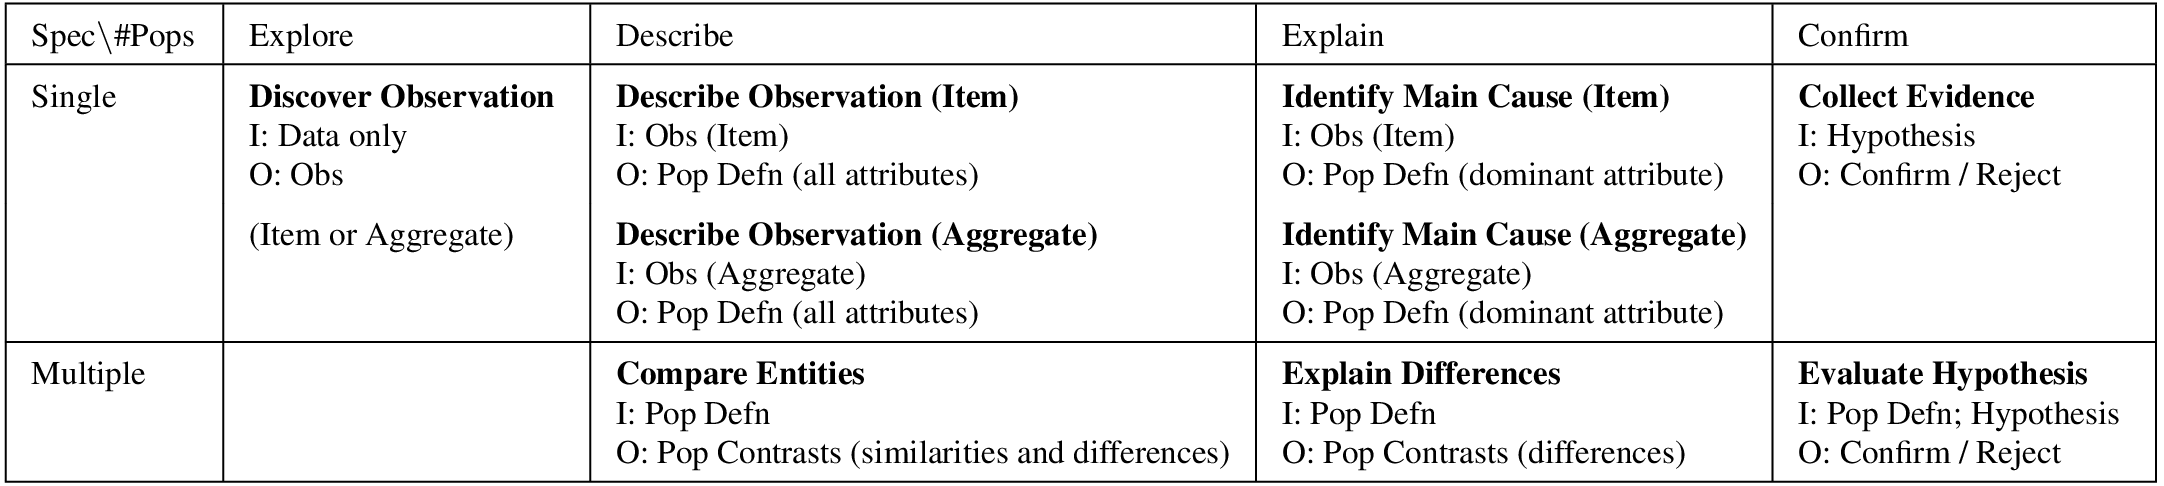 Spec\#Pops Explore Describe Explain Confirm
Single
Discover Observation
I: Data only
O: Obs
(Item or Aggregate)
Describe Observation (Item)
I: Obs (Item)
O: Pop Defn (all attributes)
Describe Observation (Aggregate)
I: Obs (Aggregate)
O: Pop Defn (all attributes)
Identify Main Cause (Item)
I: Obs (Item)
O: Pop Defn (dominant attribute)
Identify Main Cause (Aggregate)
I: Obs (Aggregate)
O: Pop Defn (dominant attribute)
Collect Evidence
I: Hypothesis
O: Confirm / Reject
Multiple
Compare Entities
I: Pop Defn
O: Pop Contrasts (similarities and differences)
Explain Differences
I: Pop Defn
O: Pop Contrasts (differences)
Evaluate Hypothesis
I: Pop Defn; Hypothesis
O: Confirm / Reject